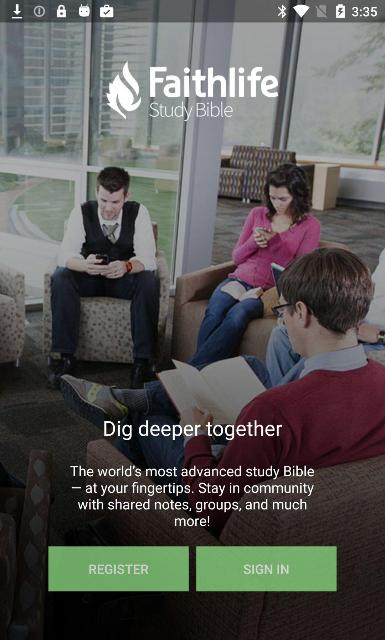 3:35
Faithlife
Study Bible
Dig deeper together
The world's most advanced study Bible
— at your fingertips. Stay in community
with shared notes, groups, and much
more!
REGISTER
SIGN IN